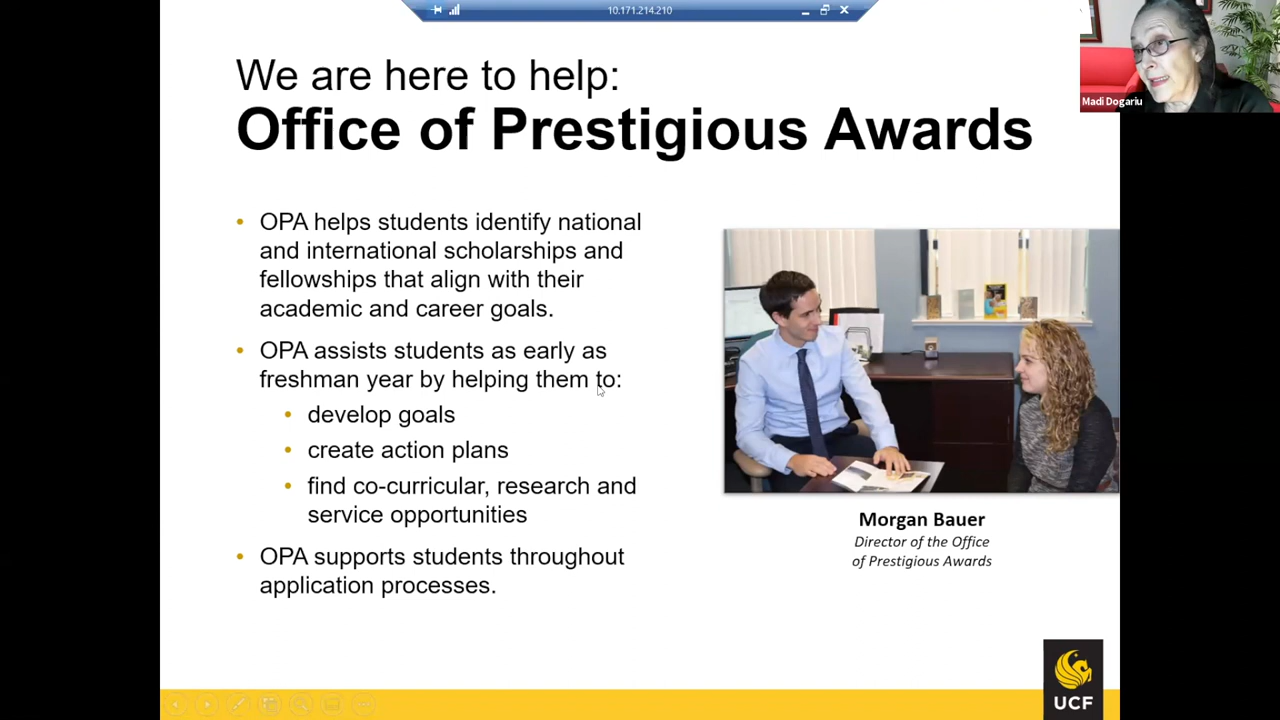 10.171.214.210
Madi Dogariu
We are here to help:
Office of Prestigious Awards
• OPA helps students identify national
and international scholarships and
fellowships that align with their
academic and career goals.
• OPA assists students as early as
freshman year by helping them to:
• develop goals
• create action plans
• find co-curricular, research and
service opportunities
• OPA supports students throughout
application processes.
Morgan Bauer
Director of the Office
of Prestigious Awards
UCF